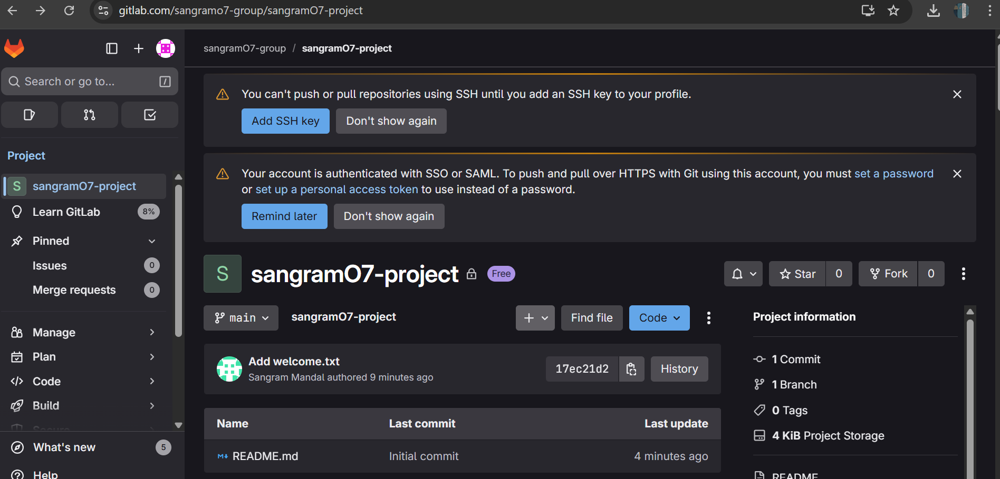 gitlab.com/sangramo7-group/sangramO7-project
Search or go to...
/
Project
S
sangramO7-project
Learn GitLab
8%
Pinned
Issues
0
Merge requests
0
Manage
Plan
Code
Build
Secure
What's new
5
Help
sangramO7-group / sangramO7-project
You can't push or pull repositories using SSH until you add an SSH key to your profile.
Add SSH key
Don't show again
Your account is authenticated with SSO or SAML. To push and pull over HTTPS with Git using this account, you must set a password
or set up a personal access token to use instead of a password.
Remind later
Don't show again
S
sangramO7-project
Free
Star
0
Fork
0
main
sangramO7-project
Find file
Code
Add welcome.txt
Sangram Mandal authored 9 minutes ago
17ec21d2
History
Name Last commit Last update
README.md Initial commit 4 minutes ago
Project information
1 Commit
1 Branch
0 Tags
4 KiB Project Storage
README